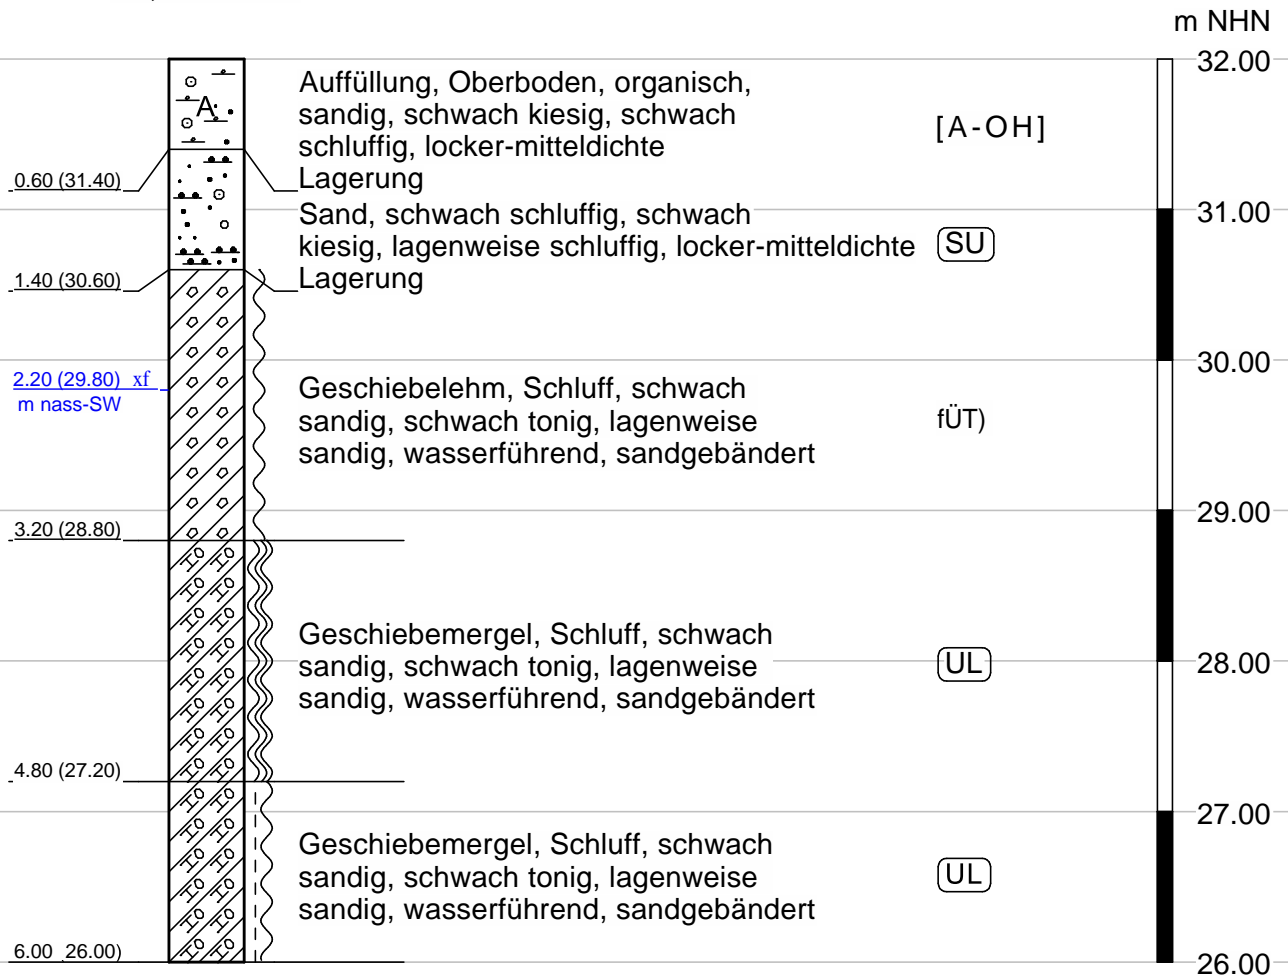 m NHN
32.00
Auffüllung, Oberboden, organisch,
sandig, schwach kiesig, schwach
schluffig, locker-mitteldichte
Lagerung
[A-OH]
A
0.60 (31.40)
31.00
Sand, schwach schluffig, schwach
kiesig, lagenweise schluffig, locker-mitteldichte
Lagerung
SU
1.40 (30.60)
30.00
2.20 (29.80) xf
m nass-SW
Geschiebelehm, Schluff, schwach
sandig, schwach tonig, lagenweise
sandig, wasserführend, sandgebändert
fÜT)
29.00
3.20 (28.80)
Geschiebemergel, Schluff, schwach
sandig, schwach tonig, lagenweise
sandig, wasserführend, sandgebändert
UL
28.00
4.80 (27.20)
27.00
Geschiebemergel, Schluff, schwach
sandig, schwach tonig, lagenweise
sandig, wasserführend, sandgebändert
UL
6.00 26.00)
26.00